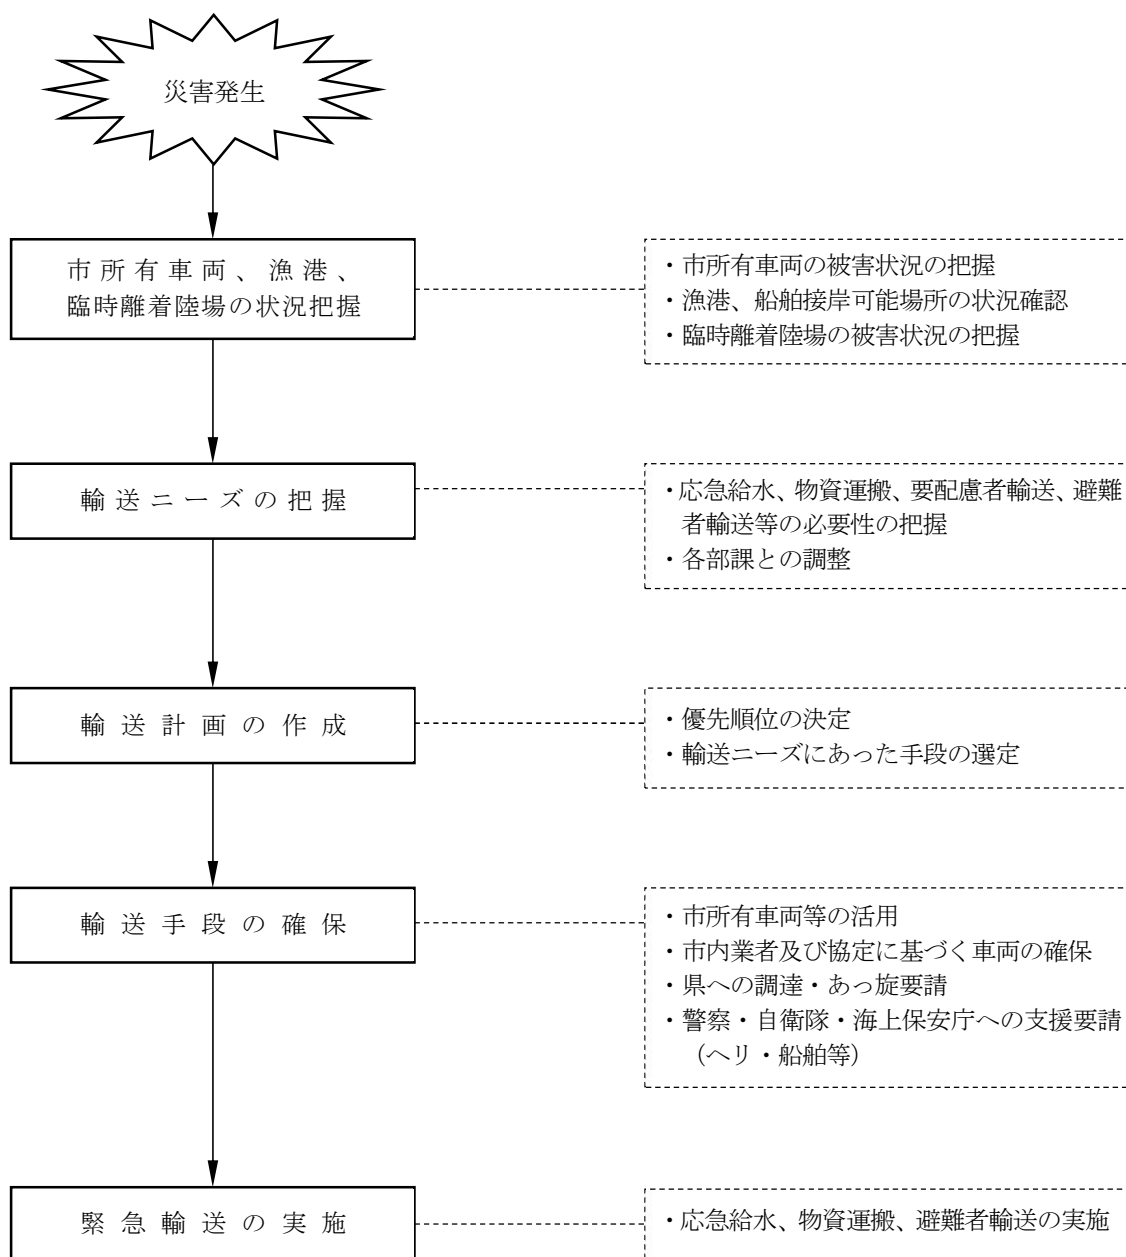 災害発生
市所有車両、漁港、
臨時離着陸場の状況把握
・市所有車両の被害状況の把握
・漁港、船舶接岸可能場所の状況確認
・臨時離着陸場の被害状況の把握
輸送ニーズの把握
・応急給水、物資運搬、要配慮者輸送、避難
者輸送等の必要性の把握
・各部課との調整
輸送計画の作成
・優先順位の決定
・輸送ニーズにあった手段の選定
輸送手段の確保
・市所有車両等の活用
・市内業者及び協定に基づく車両の確保
・県への調達・あっ旋要請
・警察・自衛隊・海上保安庁への支援要請
（ヘリ・船舶等）
緊急輸送の実施
・応急給水、物資運搬、避難者輸送の実施